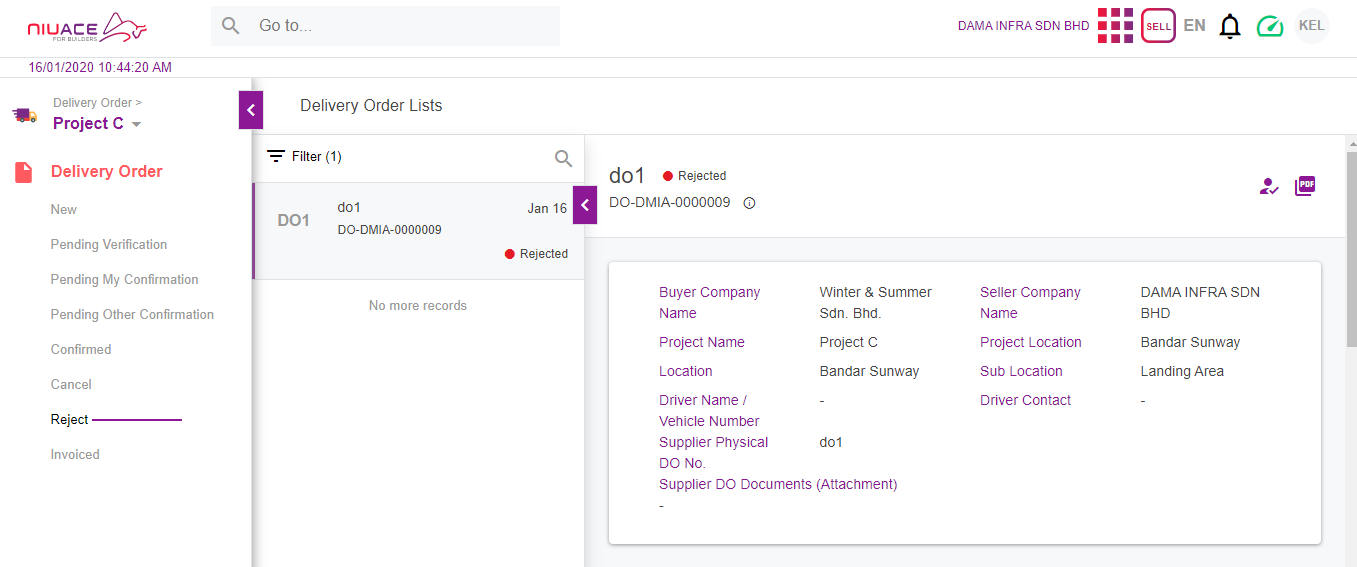 NIUACE
FOR BUILDERS
Go to...
DAMA INFRA SDN BHD
SELL
EN
KEL
16/01/2020 10:44:20 AM
Delivery Order >
Project C
Delivery Order
New
Pending Verification
Pending My Confirmation
Pending Other Confirmation
Confirmed
Cancel
Reject
Invoiced
Delivery Order Lists
Filter (1)
DO1
do1
Jan 16
DO-DMIA-0000009
Rejected
No more records
do1
Rejected
DO-DMIA-0000009
PDF
Buyer Company
Name
Winter & Summer
Sdn. Bhd.
Seller Company
Name
DAMA INFRA SDN
BHD
Project Name
Project C
Project Location
Bandar Sunway
Location
Bandar Sunway
Sub Location
Landing Area
Driver Name /
Vehicle Number
-
Driver Contact
-
Supplier Physical
DO No.
do1
Supplier DO Documents (Attachment)
-